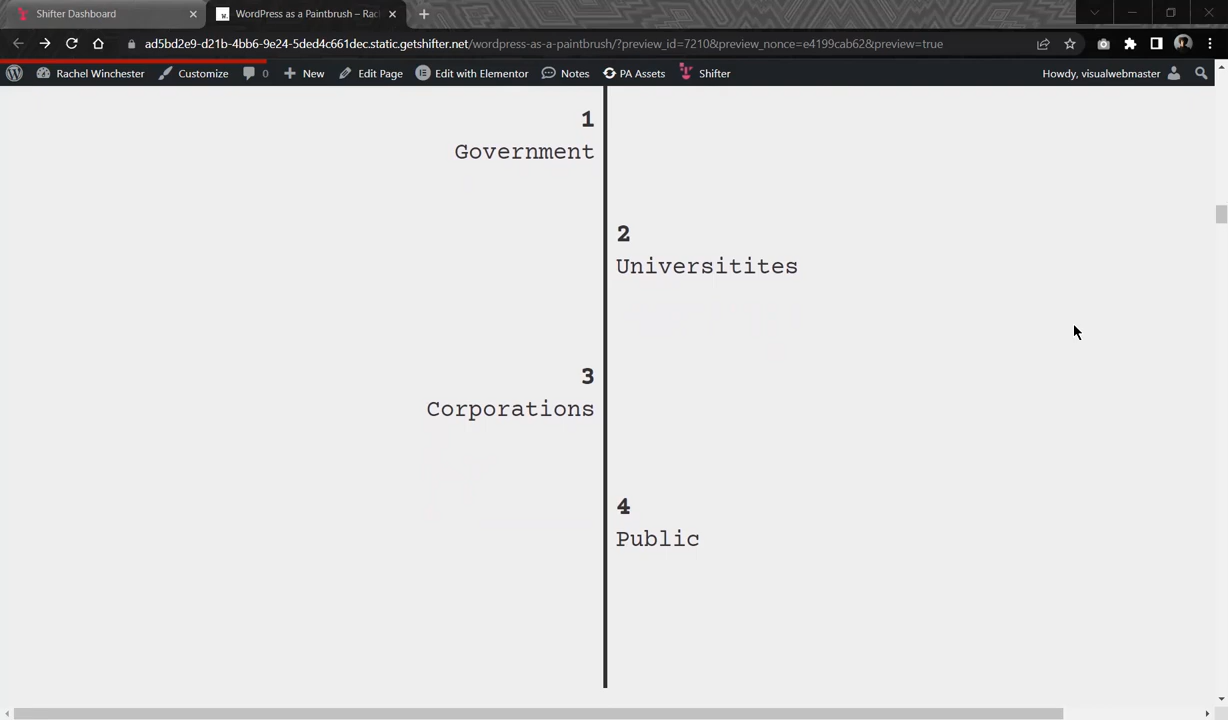 Shifter Dashboard
WordPress as a Paintbrush – Rac
ad5bd2e9-d21b-4bb6-9e24-5ded4c661dec.static.getshifter.net/wordpress-as-a-paintbrush/?preview_id=7210&preview_nonce=e4199cab62&preview=true
Rachel Winchester Customize 0 New Edit Page Edit with Elementor Notes PA Assets Shifter Howdy, visualwebmaster
1
Government
2
Universitites
3
Corporations
4
Public